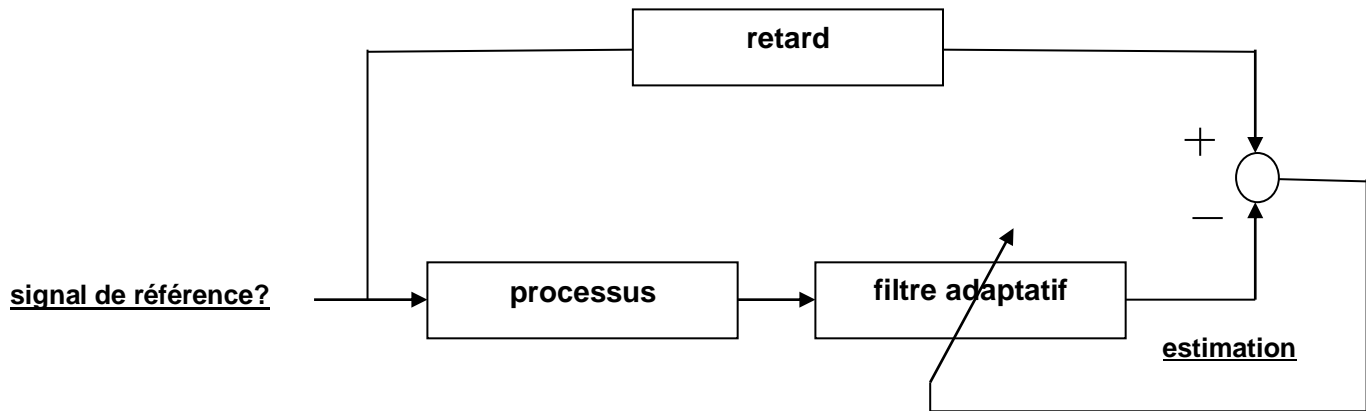 retard
+
−
signal de référence?
processus
filtre adaptatif
estimation